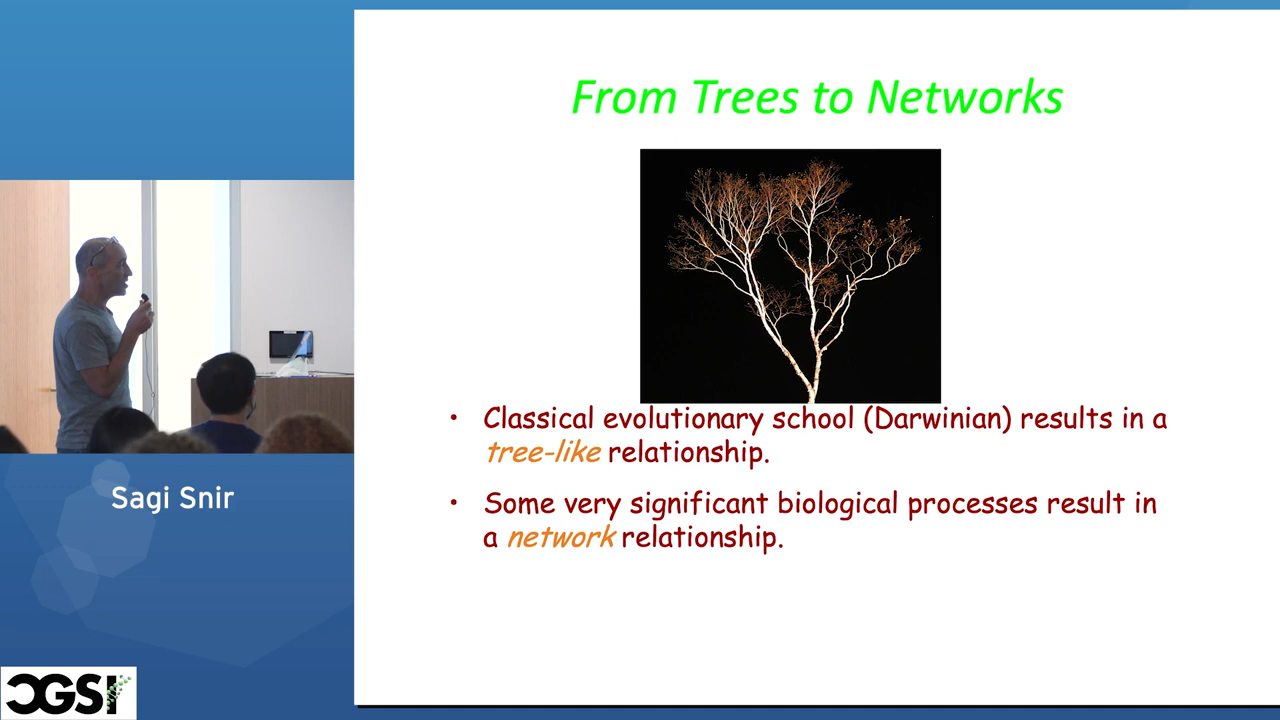 From Trees to Networks
• Classical evolutionary school (Darwinian) results in a
tree-like relationship.
• Some very significant biological processes result in
a network relationship.
Sagi Snir
CGSI